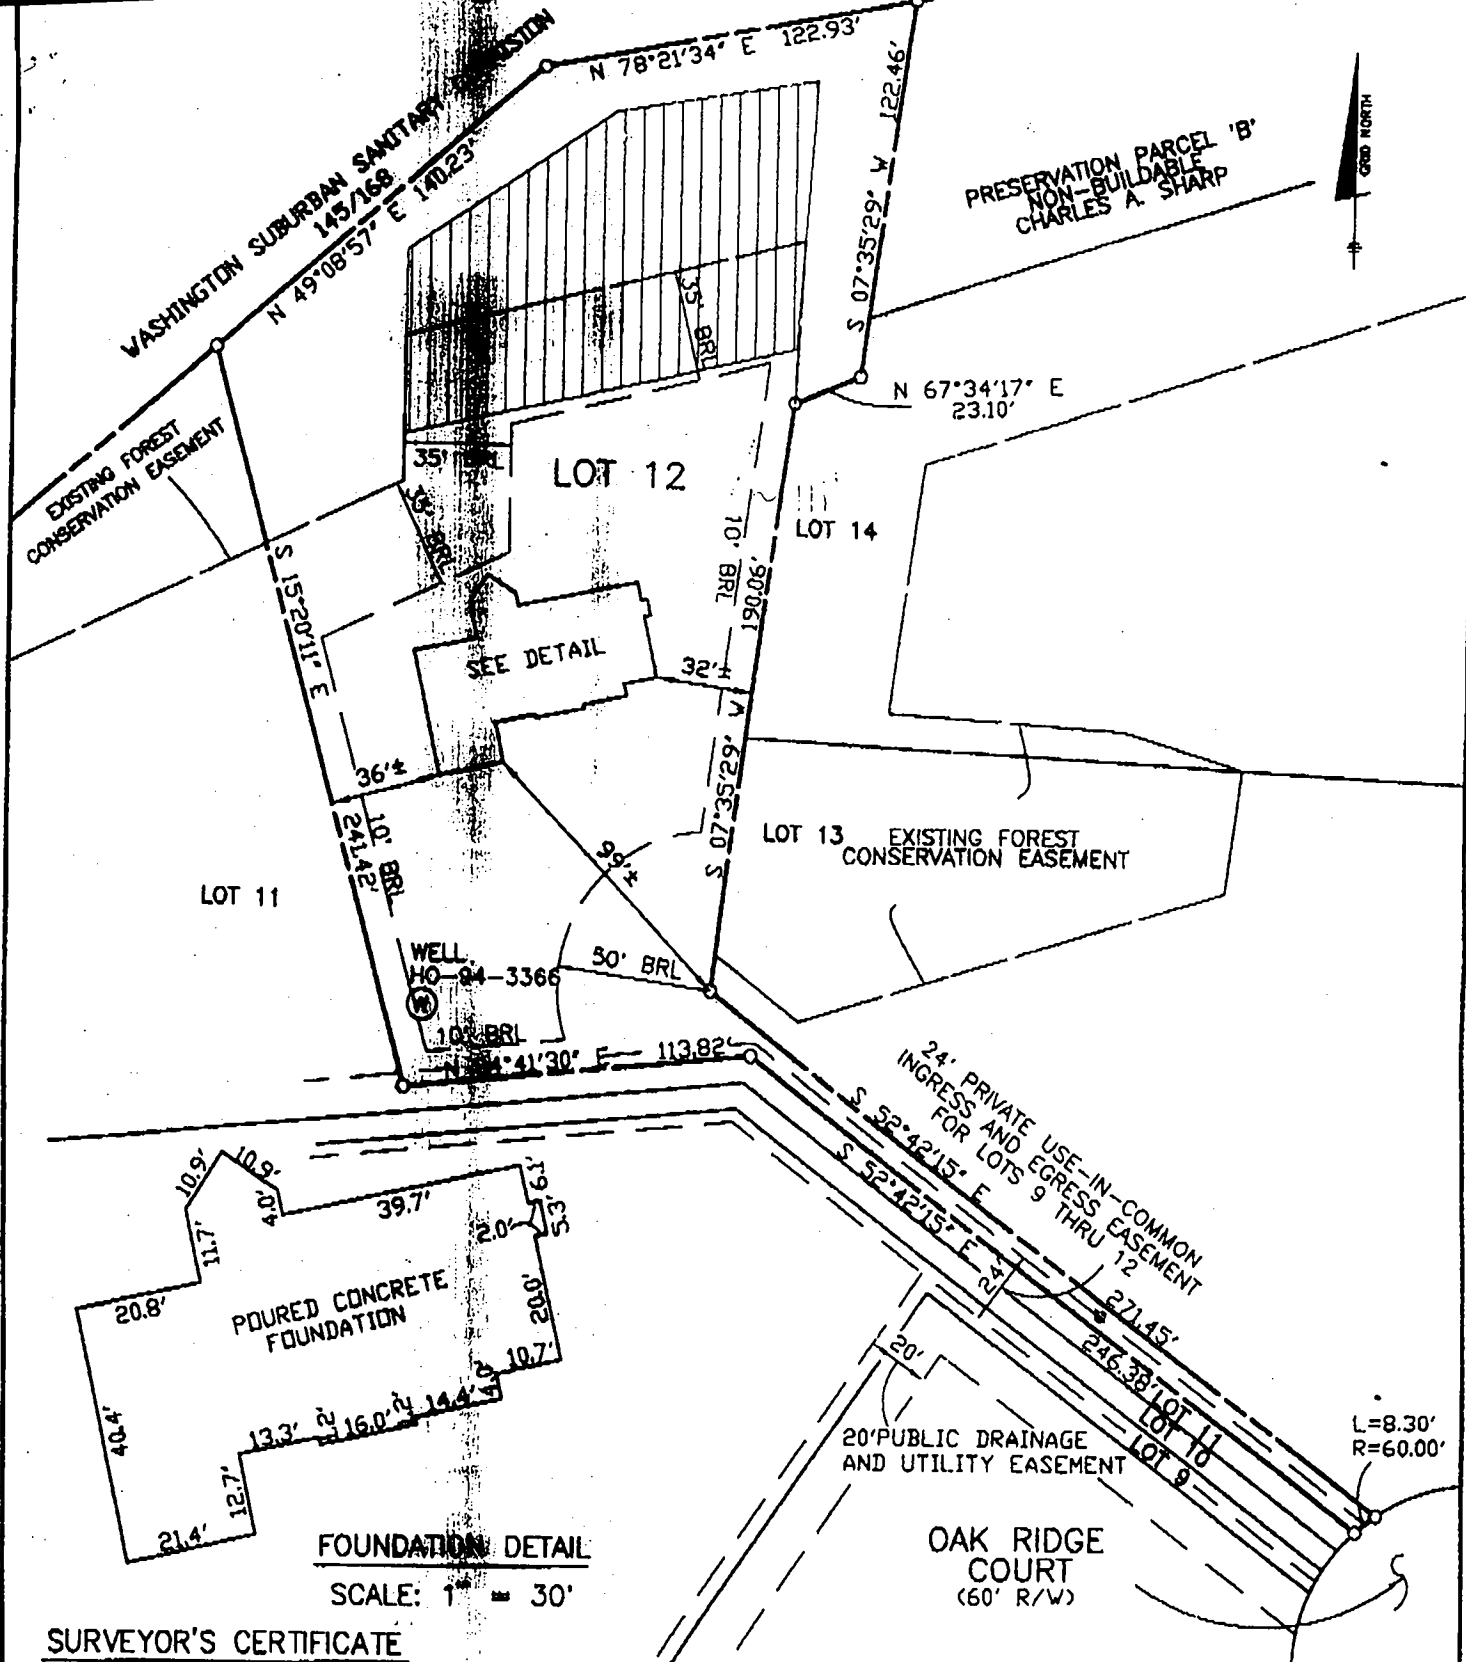 N 78°21'34" E 122.93'
WASHINGTON SUBURBAN SANITARY
145/168
N 49°08'57" E 140.23'
S 07°35'29" W 122.46'
GRID NORTH
PRESERVATION PARCEL 'B'
NON-BUILDABLE
CHARLES A. SHARP
35' BRL
N 67°34'17" E
23.10'
EXISTING FOREST
CONSERVATION EASEMENT
35'
LOT 12
35' BRL
10' BRL
LOT 14
S 15°20'11" E
241.42'
190.06'
S 07°35'29" W
SEE DETAIL
32'±
36'±
10' BRL
99'±
LOT 13
EXISTING FOREST
CONSERVATION EASEMENT
LOT 11
WELL
HO-94-3366
W
50' BRL
10' BRL
41'30" E 113.82'
24' PRIVATE USE-IN-COMMON
INGRESS AND EGRESS EASEMENT
FOR LOTS 9 THRU 12
S 52°42'15" E
271.45'
S 52°42'15" E
246.38'
24'
LOT 11
LOT 10
LOT 9
20'
20'PUBLIC DRAINAGE
AND UTILITY EASEMENT
L=8.30'
R=60.00'
OAK RIDGE
COURT
(60' R/W)
10.9'
10.9'
4.0'
39.7'
6.1'
5.3'
2.0'
11.7'
20.8'
20.0'
POURED CONCRETE
FOUNDATION
10.7'
4.0'
14.4'
2'
16.0'
2'
13.3'
40.4'
12.7'
21.4'
FOUNDATION DETAIL
SCALE: 1" = 30'
SURVEYOR'S CERTIFICATE